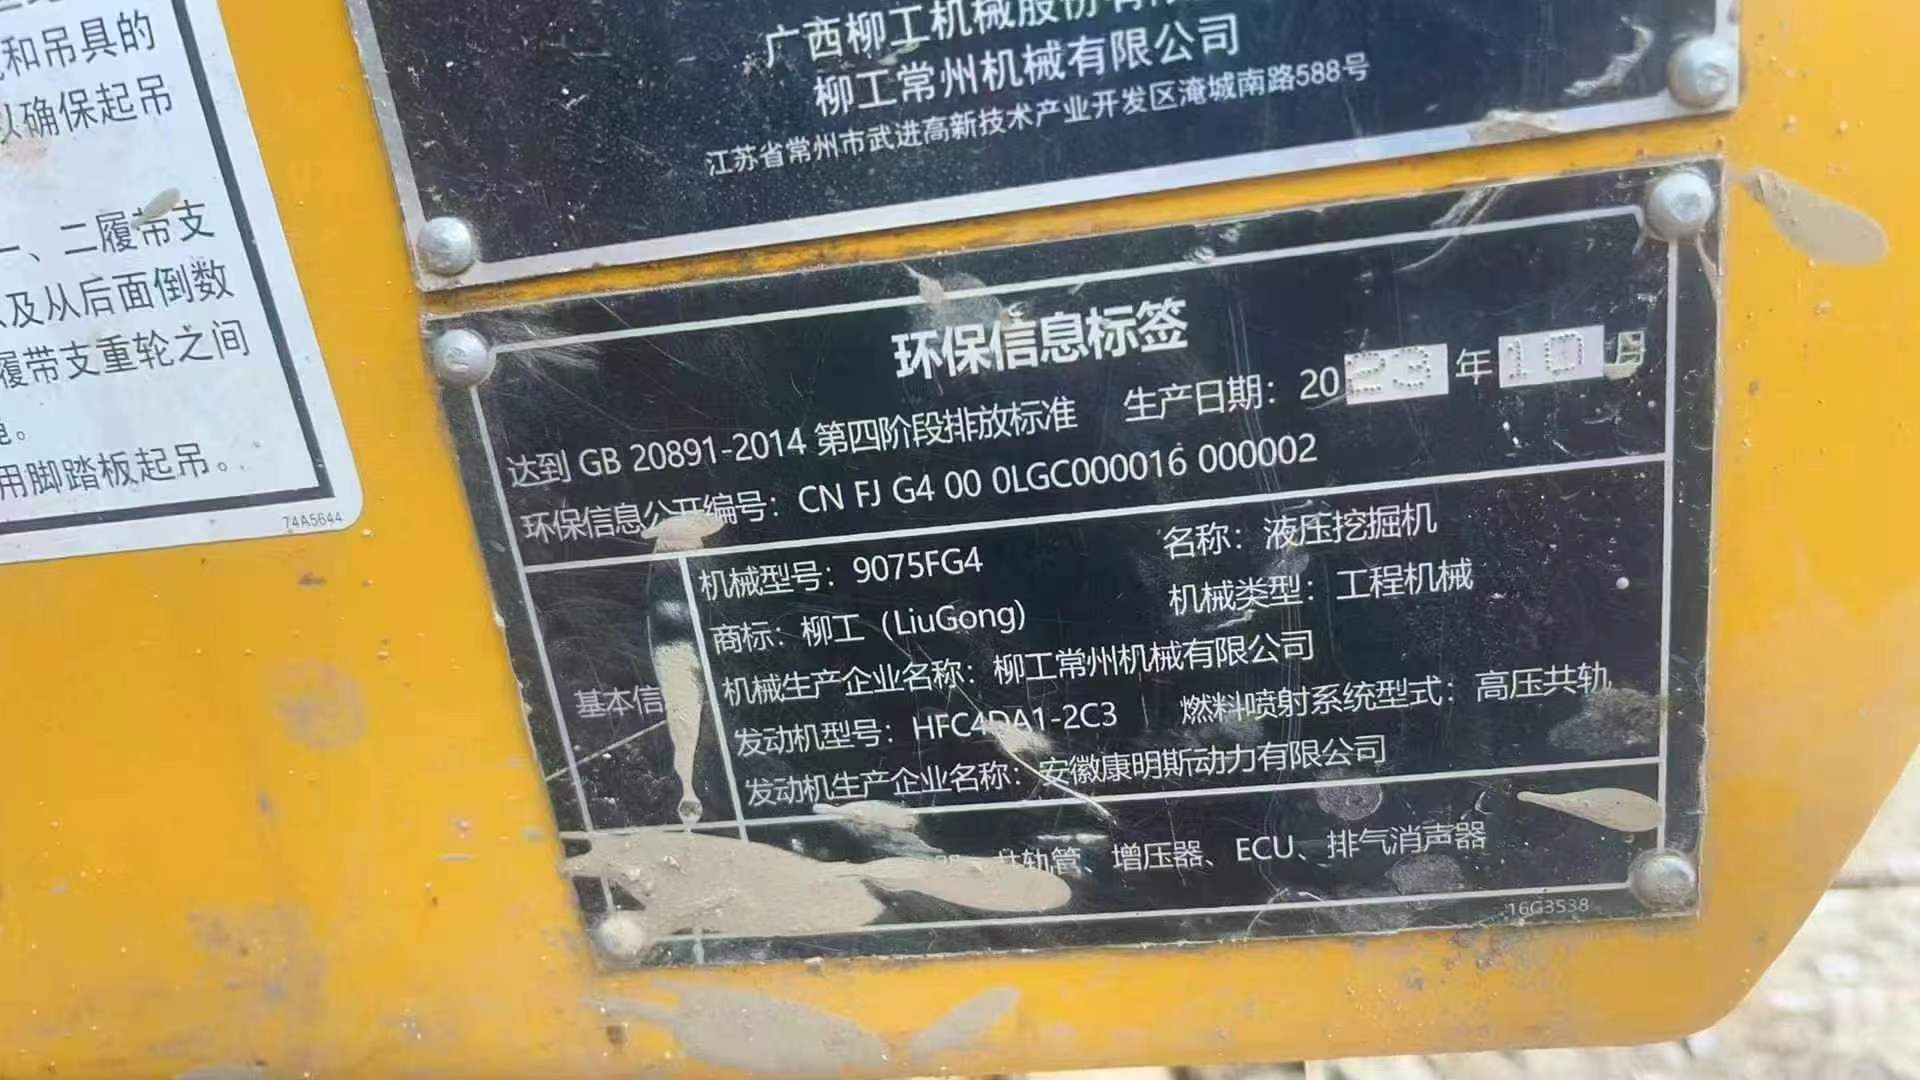 和吊具的
以确保起吊
一、二履带支
及从后面倒数
履带支重轮之间
用脚踏板起吊。
74A5644
广西柳工机械股份有限
柳工常州机械有限公司
江苏省常州市武进高新技术产业开发区淹城南路588号
环保信息标签
达到 GB 20891-2014 第四阶段排放标准 生产日期：2023年10月
环保信息公开编号：CN FJ G4 00 0LGC000016 000002
基本信
机械型号：9075FG4 名称：液压挖掘机
商标：柳工（LiuGong) 机械类型：工程机械
机械生产企业名称：柳工常州机械有限公司
发动机型号：HFC4DA1-2C3 燃料喷射系统型式：高压共轨
发动机生产企业名称：安徽康明斯动力有限公司
共轨管、增压器、ECU、排气消声器
16G3538